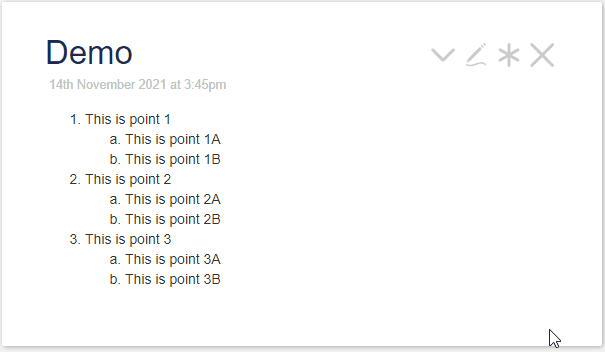 Demo
14th November 2021 at 3:45pm
1. This is point 1
a. This is point 1A
b. This is point 1B
2. This is point 2
a. This is point 2A
b. This is point 2B
3. This is point 3
a. This is point 3A
b. This is point 3B